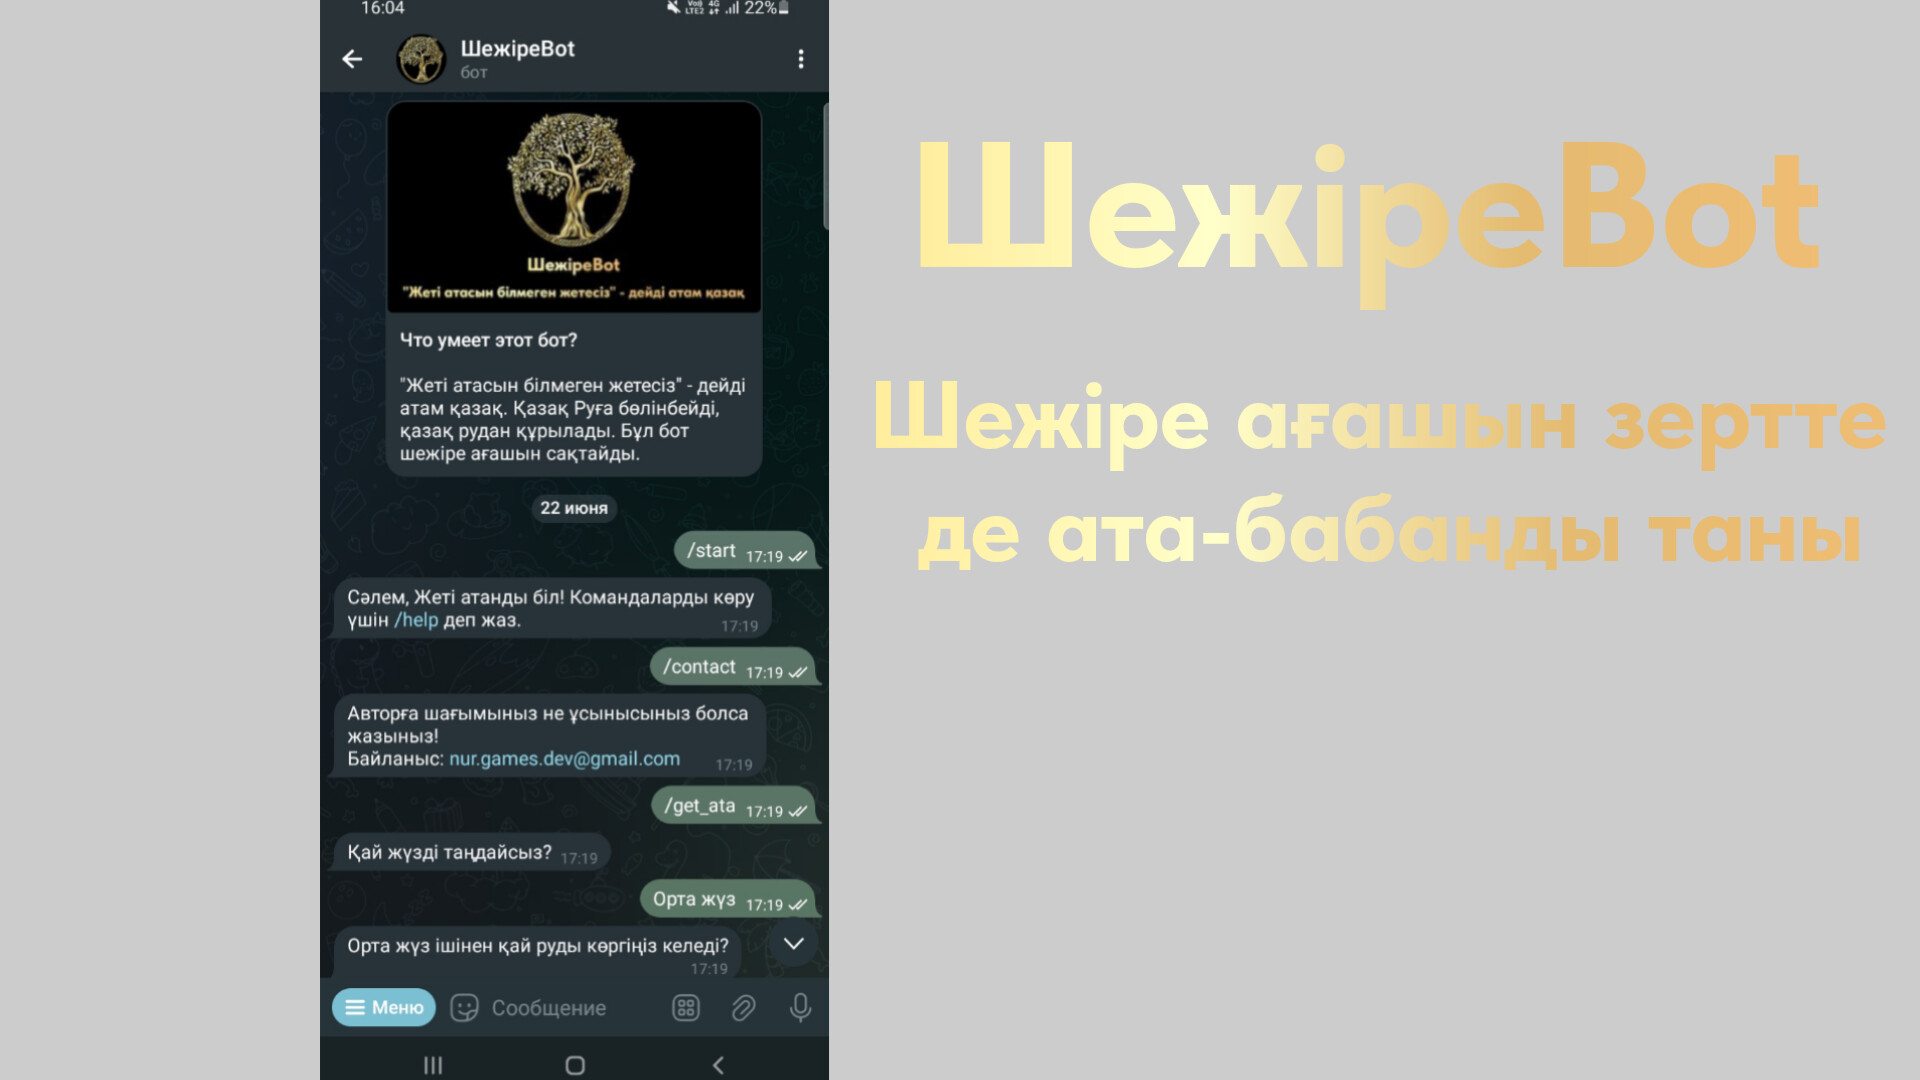 16:04
Vo) LTE2 4G 22%
ШежіреBot
бот
ШежіреBot
"Жеті атасын білмеген жетесіз" - дейді атам қазақ
Что умеет этот бот?
"Жеті атасын білмеген жетесіз" - дейді
атам қазақ. Қазақ Руға бөлінбейді,
қазақ рудан құрылады. Бұл бот
шежіре ағашын сақтайды.
22 июня
/start 17:19
Сәлем, Жеті атанды біл! Командаларды көру
үшін /help деп жаз.
17:19
/contact 17:19
Авторға шағымыныз не ұсынысыныз болса
жазыныз!
Байланыс: nur.games.dev@gmail.com
17:19
/get_ata 17:19
Қай жүзді таңдайсыз? 17:19
Орта жүз 17:19
Орта жүз ішінен қай руды көргіңіз келеді?
17:19
Меню
Сообщение
ШежіреBot
Шежіре ағашын зертте
де ата-бабанды таны